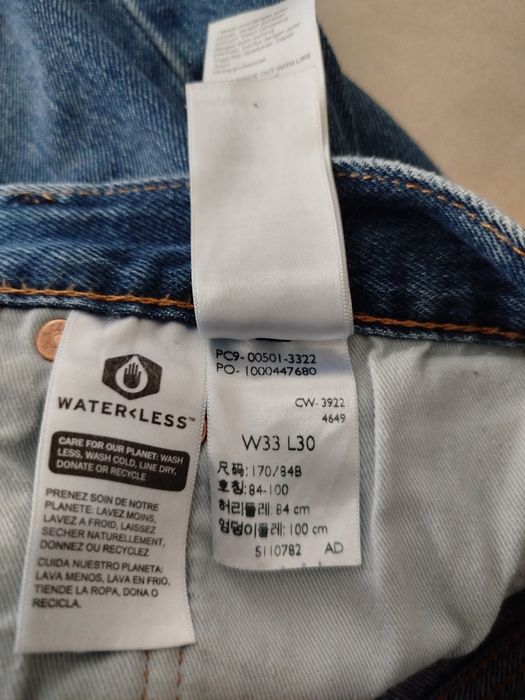 WITH LIKE
WATER<LESS™
CARE FOR OUR PLANET: WASH
LESS, WASH COLD, LINE DRY,
DONATE OR RECYCLE
PRENEZ SOIN DE NOTRE
PLANETE: LAVEZ MOINS,
LAVEZ A FROID, LAISSEZ
SECHER NATURELLEMENT,
DONNEZ OU RECYCLEZ
CUIDA NUESTRO PLANETA:
LAVA MENOS, LAVA EN FRIO,
TIENDE LA ROPA, DONA O
RECICLA.
PC9-00501-3322
PO-1000447680
CW-3922
4649
W33 L30
尺码:170/84B
호칭:84-100
허리둘레:84 cm
엉덩이둘레:100 cm
S110782 AD